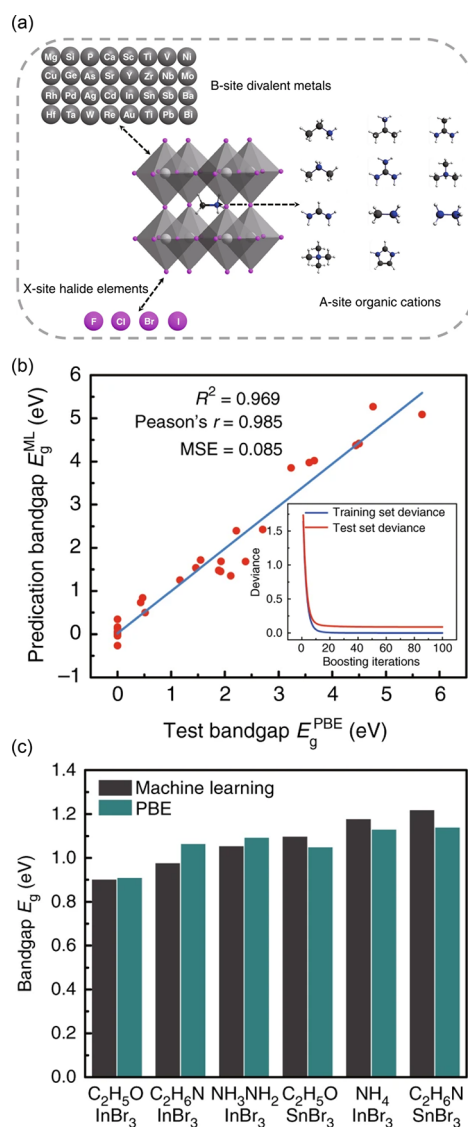 (a)
Mg Si P Ca Sc Ti V Ni
Cu Ge As Sr Y Zr Nb Mo
Rh Pd Ag Cd In Sn Sb Ba
Hf Ta W Re Au Tl Pb Bi
B-site divalent metals
X-site halide elements
F Cl Br I
A-site organic cations
(b)
Predication bandgap E_g^ML (eV)
6
5
4
3
2
1
0
−1
R² = 0.969
Peason's r = 0.985
MSE = 0.085
Deviance
1.5
1.0
0.5
0.00
Training set deviance
Test set deviance
0 20 40 60 80 100
Boosting iterations
0 1 2 3 4 5 6
Test bandgap E_g^PBE (eV)
(c)
Bandgap E_g (eV)
1.4
1.2
1.0
0.8
0.6
0.4
0.2
0.0
Machine learning
PBE
C₂H₅O C₂H₆N NH₃NH₂ C₂H₅O NH₄ C₂H₆N
InBr₃ InBr₃ InBr₃ SnBr₃ InBr₃ SnBr₃